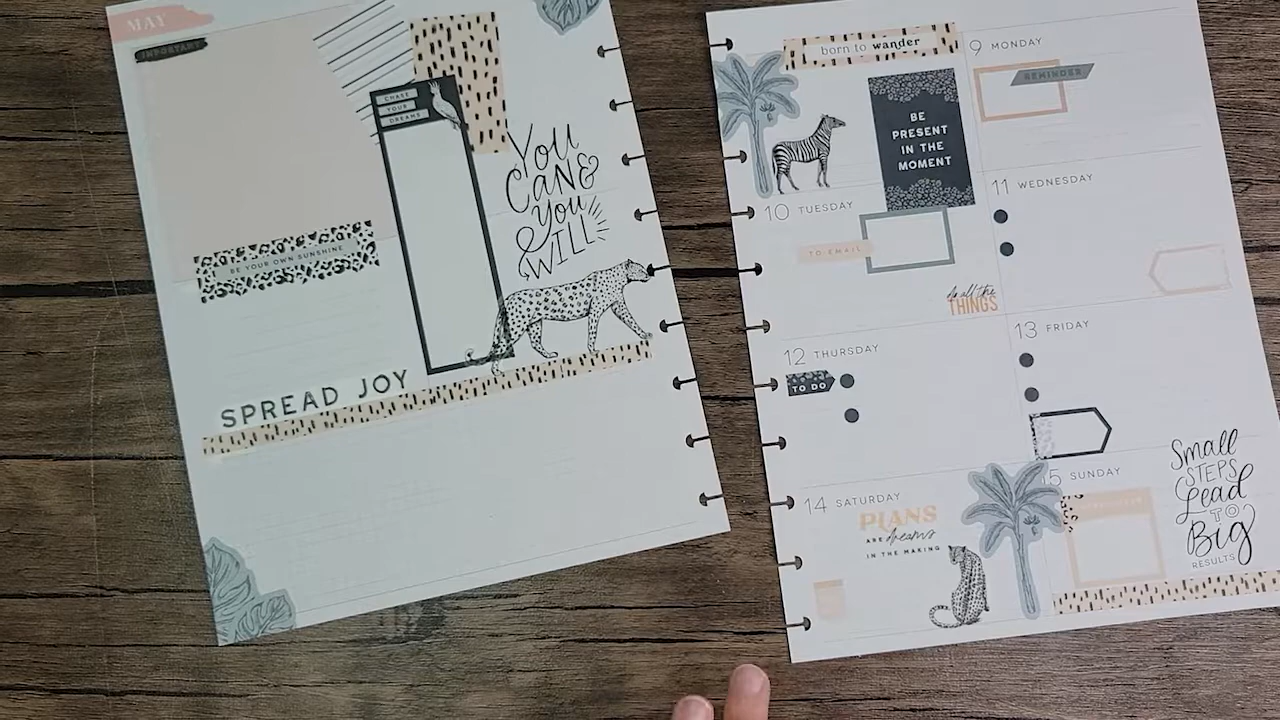 MAY
IMPORTANT
CHASE
YOUR
DREAMS
YOU
CAN &
YOU
WILL
BE YOUR OWN SUNSHINE
SPREAD JOY
born to wander
BE
PRESENT
IN THE
MOMENT
9 MONDAY
REMINDER
10 TUESDAY
TO EMAIL
do all the
THINGS
11 WEDNESDAY
12 THURSDAY
TO DO
13 FRIDAY
14 SATURDAY
PLANS
ARE dreams
IN THE MAKING
15 SUNDAY
Small
STEPS
Lead
TO
Big
RESULTS